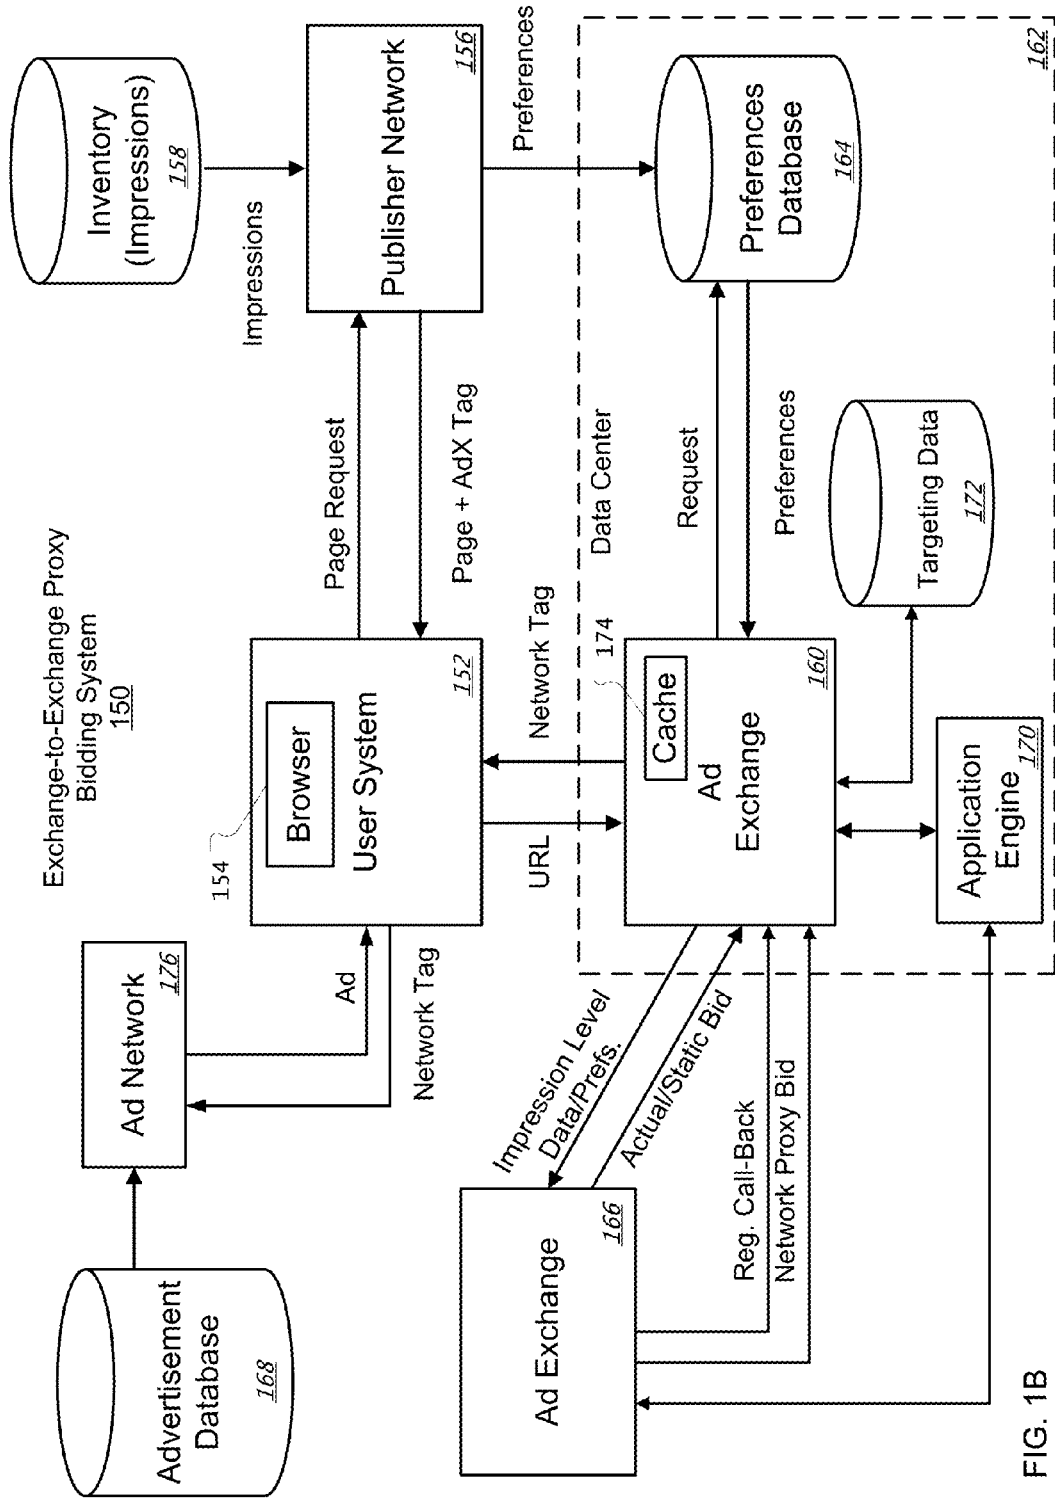 Exchange-to-Exchange Proxy
Bidding System
150
Advertisement
Database
168
Ad Network
176
Ad
Network Tag
154
Browser
User System
152
Page Request
Page + AdX Tag
Inventory
(Impressions)
158
Impressions
Publisher Network
156
Preferences
URL
Network Tag
174
Data Center
Cache
Ad
Exchange
160
Request
Preferences
Preferences
Database
164
Targeting Data
172
Application
Engine
170
162
Impression Level
Data/Prefs.
Actual/Static Bid
Ad Exchange
166
Reg. Call-Back
Network Proxy Bid
FIG. 1B